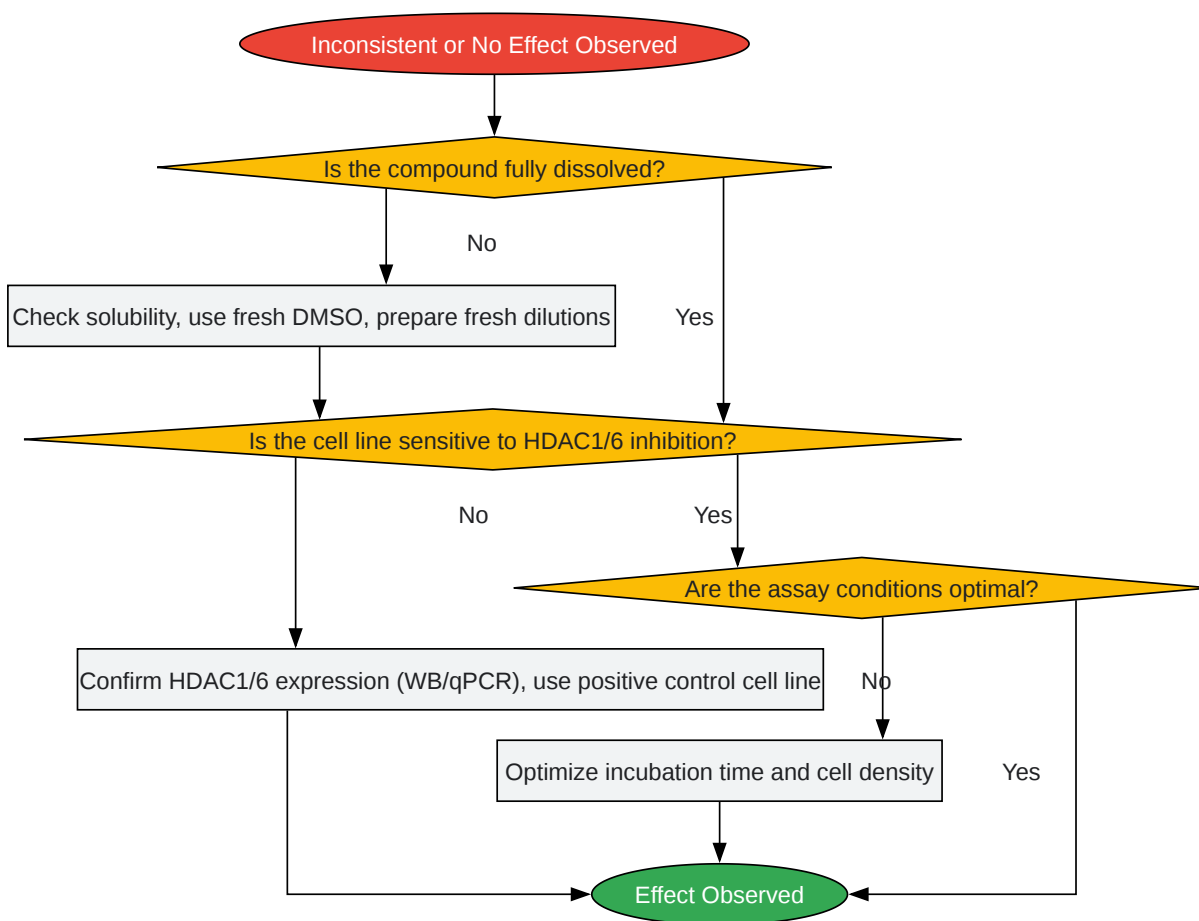 Inconsistent or No Effect Observed
Is the compound fully dissolved?
No
Check solubility, use fresh DMSO, prepare fresh dilutions
Yes
Is the cell line sensitive to HDAC1/6 inhibition?
No
Yes
Are the assay conditions optimal?
Confirm HDAC1/6 expression (WB/qPCR), use positive control cell line
No
Optimize incubation time and cell density
Yes
Effect Observed